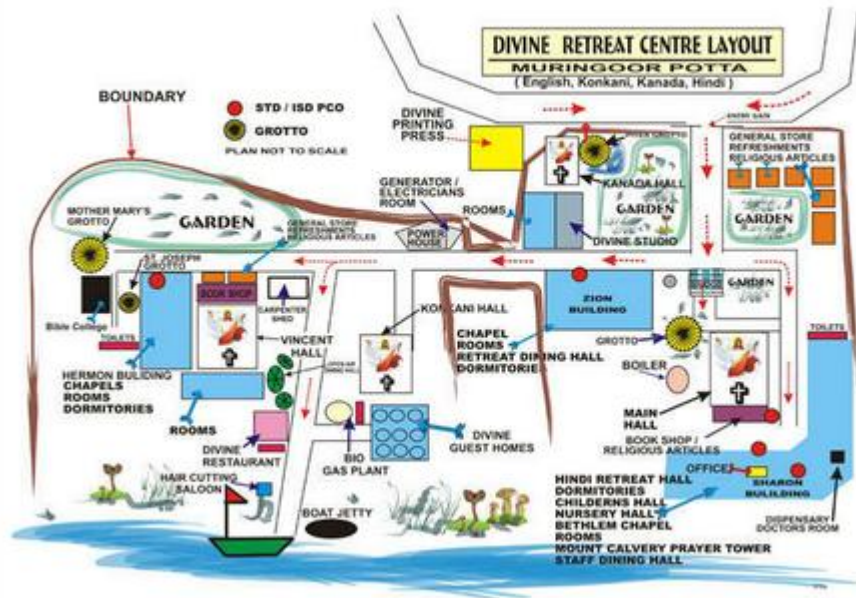 DIVINE RETREAT CENTRE LAYOUT
MURINGOOR POTTA
( English, Konkani, Kanada, Hindi )
BOUNDARY
STD / ISD PCO
GROTTO
PLAN NOT TO SCALE
DIVINE
PRINTING
PRESS
GENERAL STORE
REFRESHMENTS
RELIGIOUS ARTICLES
KANADA HALL
GENERATOR /
ELECTRICIANS
ROOM
ROOMS
GARDEN
MOTHER MARY'S
GROTTO
GARDEN
GENERAL STORE
REFRESHMENTS
RELIGIOUS ARTICLES
POWER
HOUSE
DIVINE STUDIO
GARDEN
ST. JOSEPH
GROTTO
BOOK SHOP
CARPENTER
SHED
KONKANI HALL
ZION
BUILDING
GARDEN
Bible College
TOILETS
VINCENT
HALL
CHAPEL
ROOMS
RETREAT DINING HALL
DORMITORIES
GROTTO
TOILETS
HERMON BULIDING
CHAPELS
ROOMS
DORMITORIES
BOILER
ROOMS
MAIN
HALL
DIVINE
RESTAURANT
BIO
GAS PLANT
DIVINE
GUEST HOMES
BOOK SHOP /
RELIGIOUS ARTICLES
HAIR CUTTING
SALOON
OFFICE
SHARON
BULILDING
HINDI RETREAT HALL
DORMITORIES
CHILDERNS HALL
NURSERY HALL
BETHLEM CHAPEL
ROOMS
MOUNT CALVERY PRAYER TOWER
STAFF DINING HALL
BOAT JETTY
DISPENSARY
DOCTORS ROOM